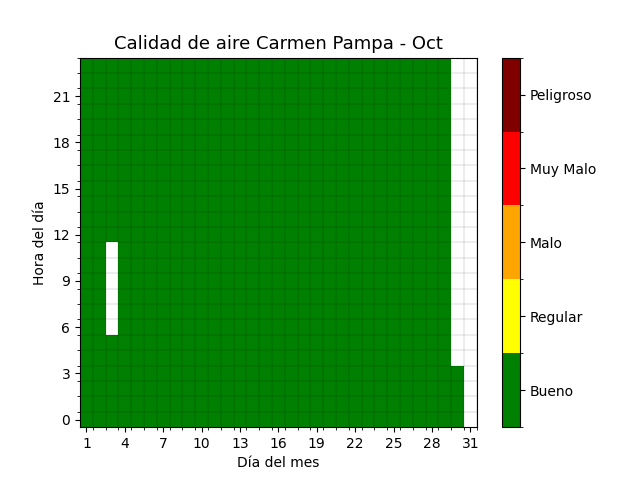 Calidad de aire Carmen Pampa - Oct
Hora del día
21
18
15
12
9
6
3
0
1 4 7 10 13 16 19 22 25 28 31
Día del mes
Peligroso
Muy Malo
Malo
Regular
Bueno